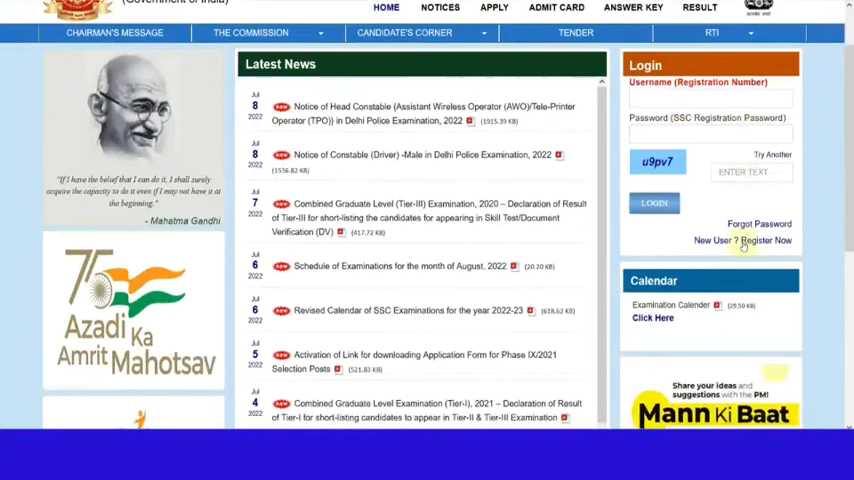 (Government of India)
HOME NOTICES APPLY ADMIT CARD ANSWER KEY RESULT
CHAIRMAN'S MESSAGE THE COMMISSION CANDIDATE'S CORNER TENDER RTI
"If I have the belief that I can do it, I shall surely
acquire the capacity to do it even if I may not have it at
the beginning."
- Mahatma Gandhi
75
Azadi Ka
Amrit Mahotsav
Latest News
Jul
8
2022
new Notice of Head Constable {Assistant Wireless Operator (AWO)/Tele-Printer
Operator (TPO)} in Delhi Police Examination, 2022 (1915.39 KB)
Jul
8
2022
new Notice of Constable (Driver) -Male in Delhi Police Examination, 2022
(1536.82 KB)
Jul
7
2022
new Combined Graduate Level (Tier-III) Examination, 2020 – Declaration of Result
of Tier-III for short-listing the candidates for appearing in Skill Test/Document
Verification (DV) (417.72 KB)
Jul
6
2022
new Schedule of Examinations for the month of August, 2022 (20.20 KB)
Jul
6
2022
new Revised Calendar of SSC Examinations for the year 2022-23 (618.62 KB)
Jul
5
2022
new Activation of Link for downloading Application Form for Phase IX/2021
Selection Posts (521.83 KB)
Jul
4
2022
new Combined Graduate Level Examination (Tier-I), 2021 – Declaration of Result
of Tier-I for short-listing candidates to appear in Tier-II & Tier-III Examination
Login
Username (Registration Number)
Password (SSC Registration Password)
u9pv7
Try Another
ENTER TEXT
LOGIN
Forgot Password
New User ? Register Now
Calendar
Examination Calender (29.50 KB)
Click Here
Share your ideas and
suggestions with the PM!
Mann Ki Baat